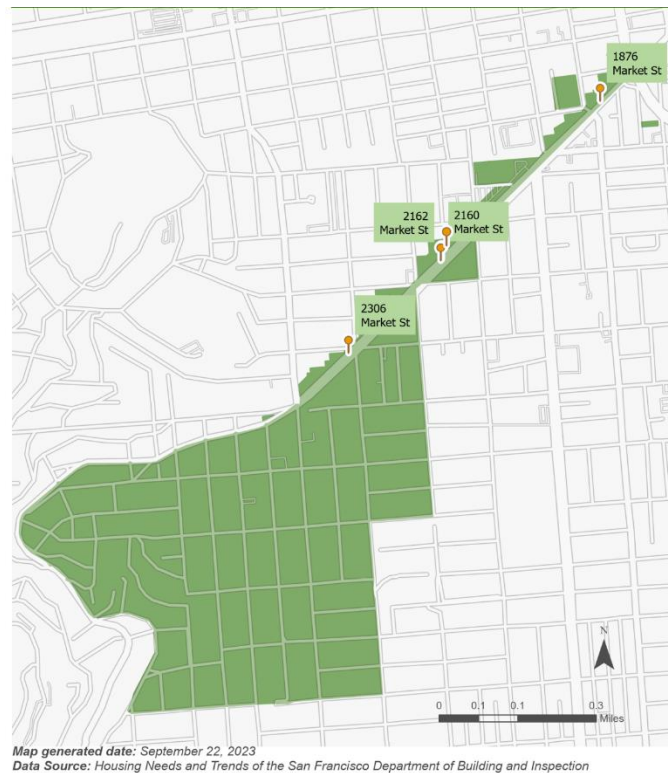 1876
Market St
2162
Market St
2160
Market St
2306
Market St
N
0 0.1 0.1 0.3
Miles
Map generated date: September 22, 2023
Data Source: Housing Needs and Trends of the San Francisco Department of Building and Inspection